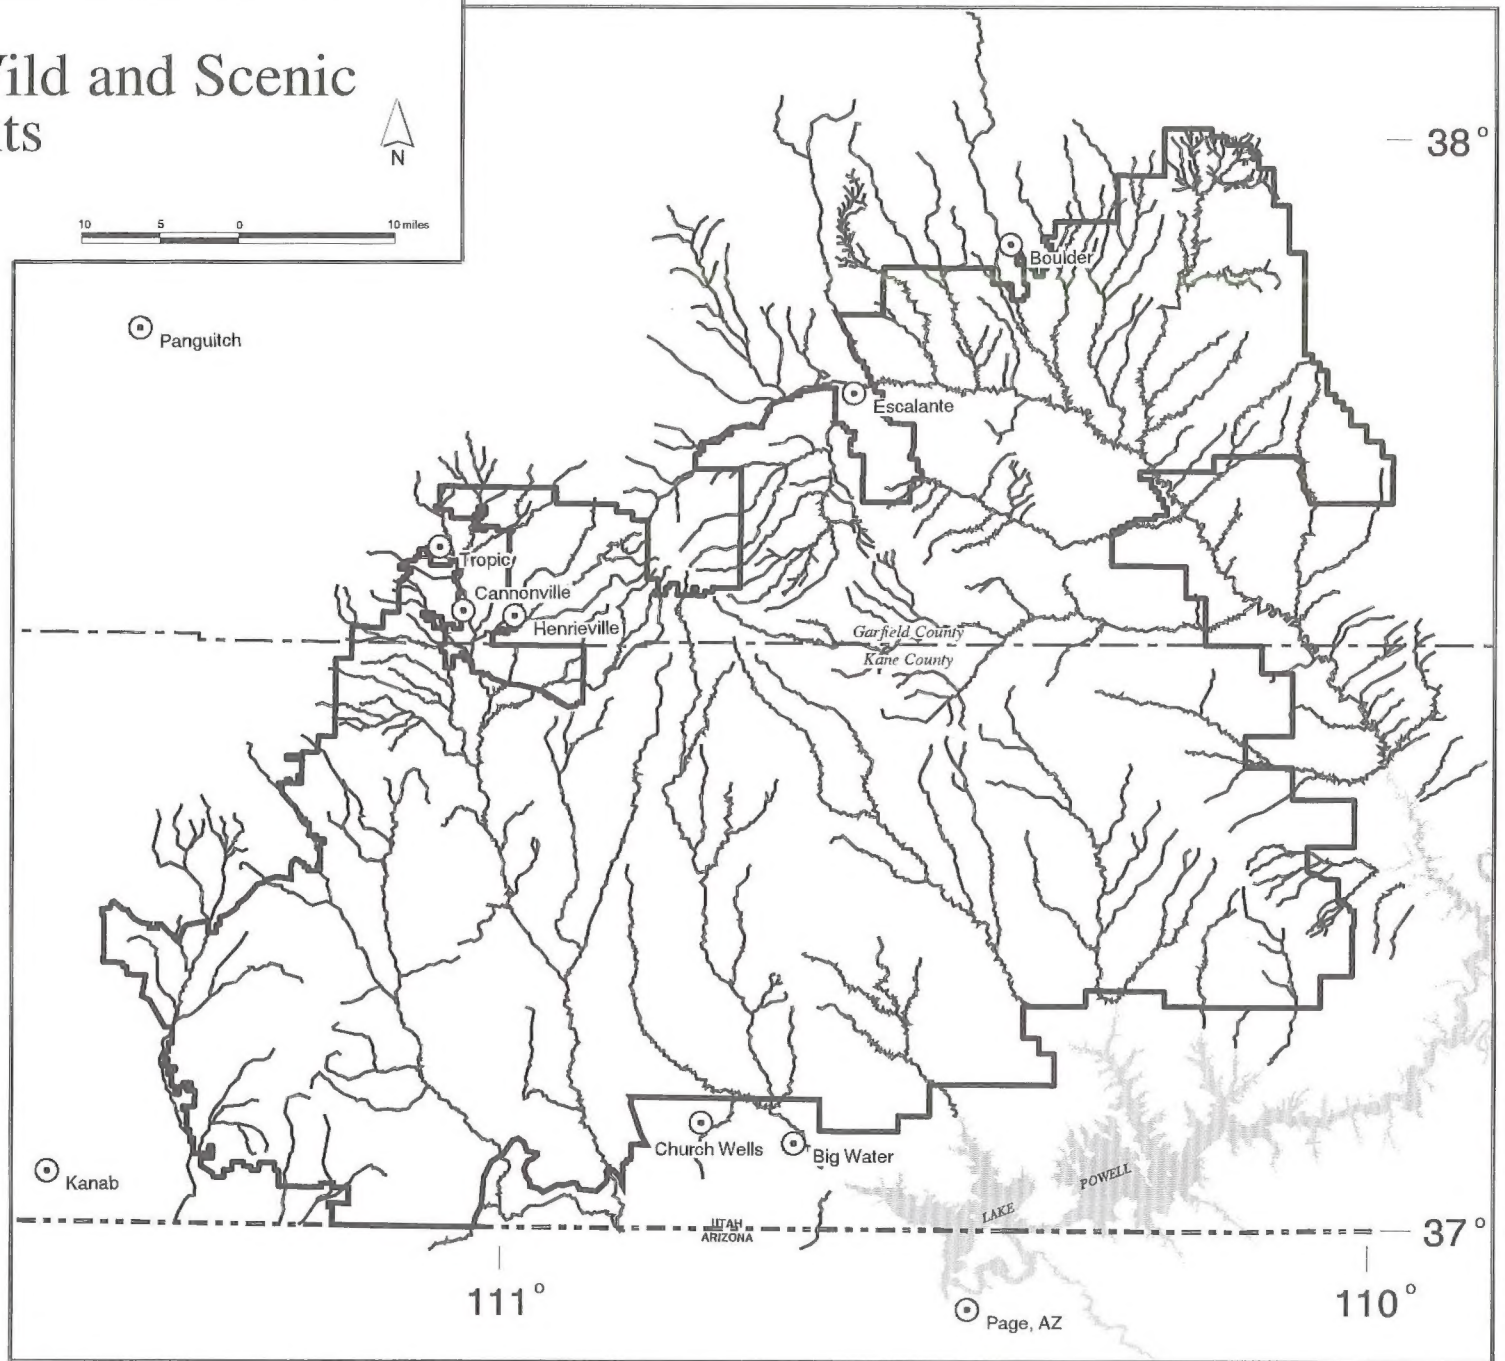 ild and Scenic
ts
N
10 5 0 10 miles
38°
Boulder
Panguitch
Escalante
Tropic
Cannonville
Henrieville
Garfield County
Kane County
Church Wells
Big Water
Kanab
POWELL
LAKE
UTAH
ARIZONA
37°
111°
110°
Page, AZ